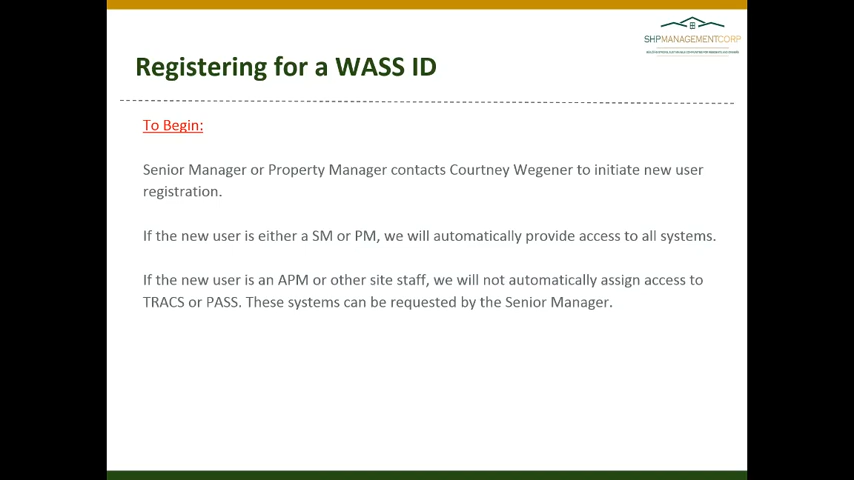 SHPMANAGEMENTCORP
Registering for a WASS ID
To Begin:
Senior Manager or Property Manager contacts Courtney Wegener to initiate new user
registration.
If the new user is either a SM or PM, we will automatically provide access to all systems.
If the new user is an APM or other site staff, we will not automatically assign access to
TRACS or PASS. These systems can be requested by the Senior Manager.